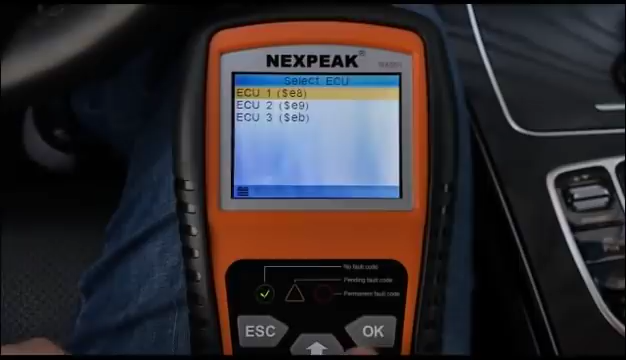 NEXPEAK®
Select ECU
ECU 1 ($e8)
ECU 2 ($e9)
ECU 3 ($eb)
No fault code
Pending fault code
Permanent fault code
ESC
OK